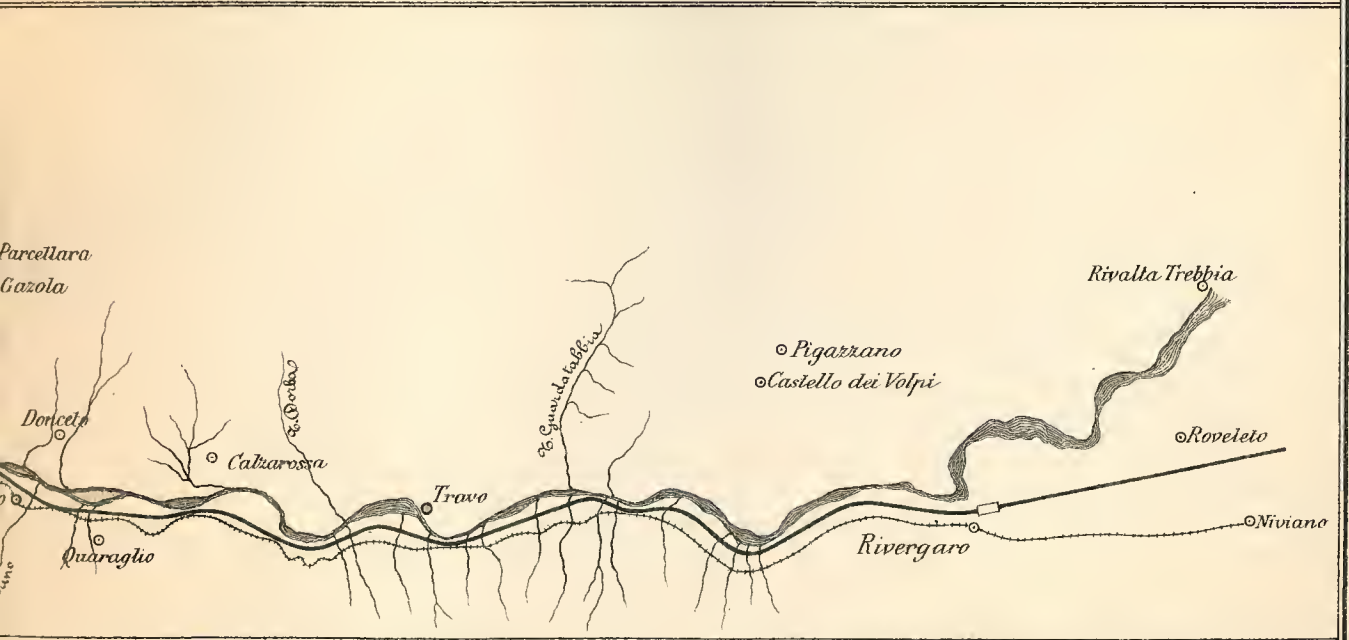 Parcellara
Gazola
Rivalta Trebbia
Pigazzano
Castello dei Volpi
T. Guardatabbia
T. Dorba
Donceto
Calzarossa
Roveleto
Travo
Niviano
Rivergaro
Quaraglio